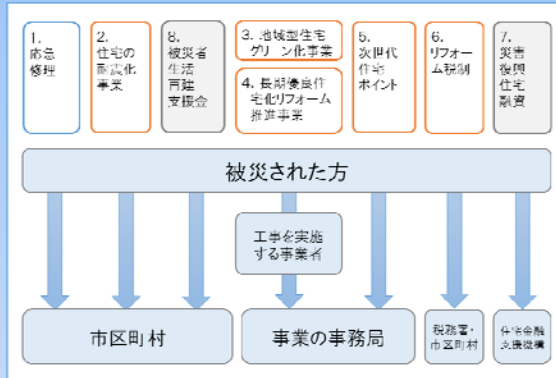 1.
応急
修理
2.
住宅の
耐震化
事業
8.
被災者
生活
再建
支援金
3. 地域型住宅
グリーン化事業
4. 長期優良住
宅化リフォーム
推進事業
5.
次世代
住宅
ポイント
6.
リフォー
ム税制
7.
災害
復興
住宅
融資
被災された方
工事を実施
する事業者
市区町村
事業の事務局
税務署・
市区町村
住宅金融
支援機構